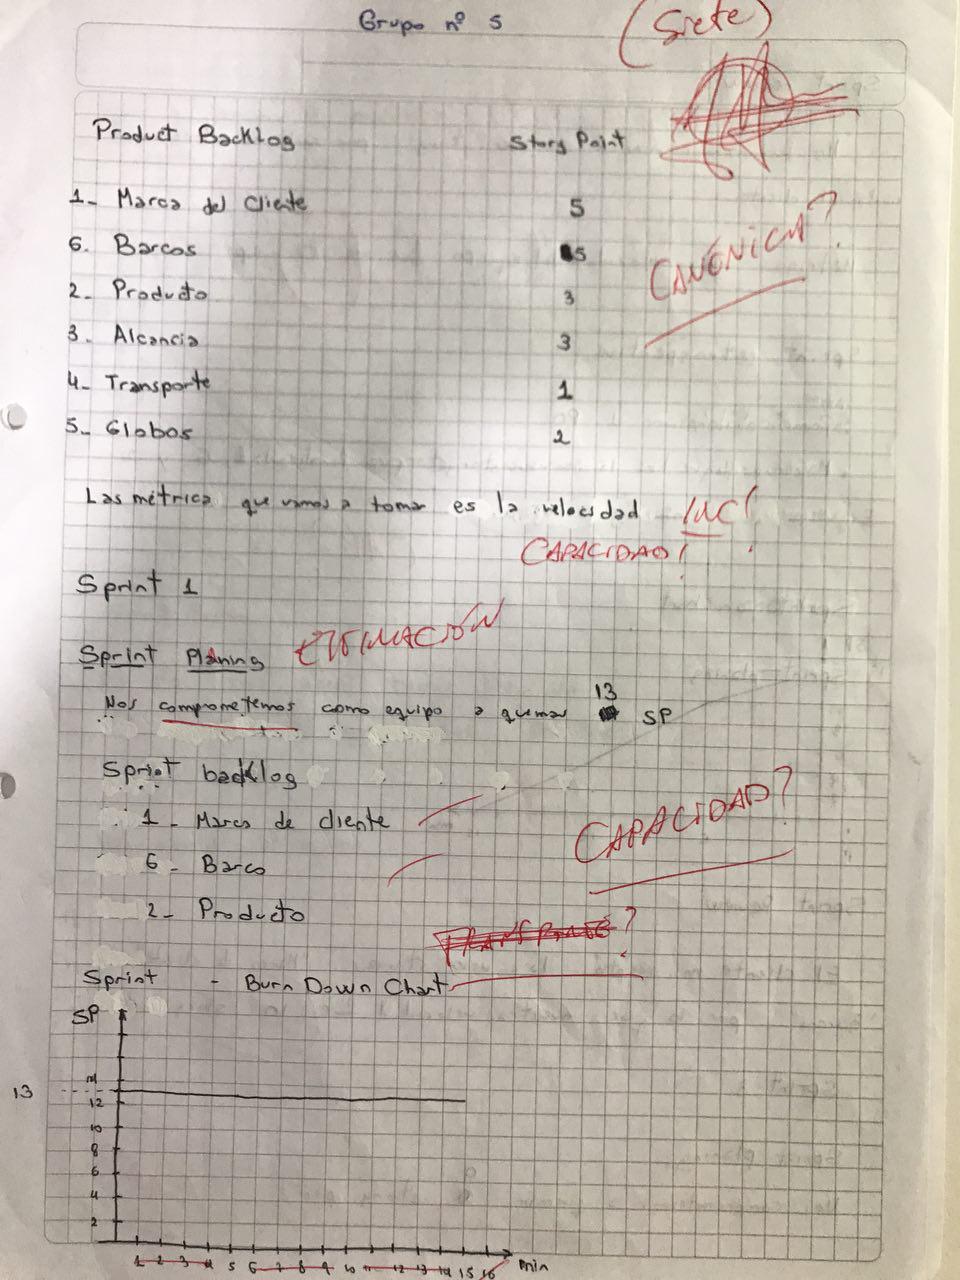 Grupo nº 5
(Siete)
Product Backlog Story Point
1- Marca del cliente 5
6. Barcos 5
CANÓNICA?
2- Producto 3
3. Alcancia 3
4- Transporte 1
5- Globos 2
Las métrica que vamos a tomar es la velocidad
CAPACIDAD!
Sprint 1
Sprint Planing ESTIMACIÓN
Nos comprometemos como equipo a quemar 13 SP
Sprint backlog
1- Marca de cliente
CAPACIDAD?
6- Barco
2- Producto
?
Sprint - Burn Down Chart
SP
13
12
10
8
6
4
2
1 2 3 4 5 6 7 8 9 10 11 12 13 14 15 16 min